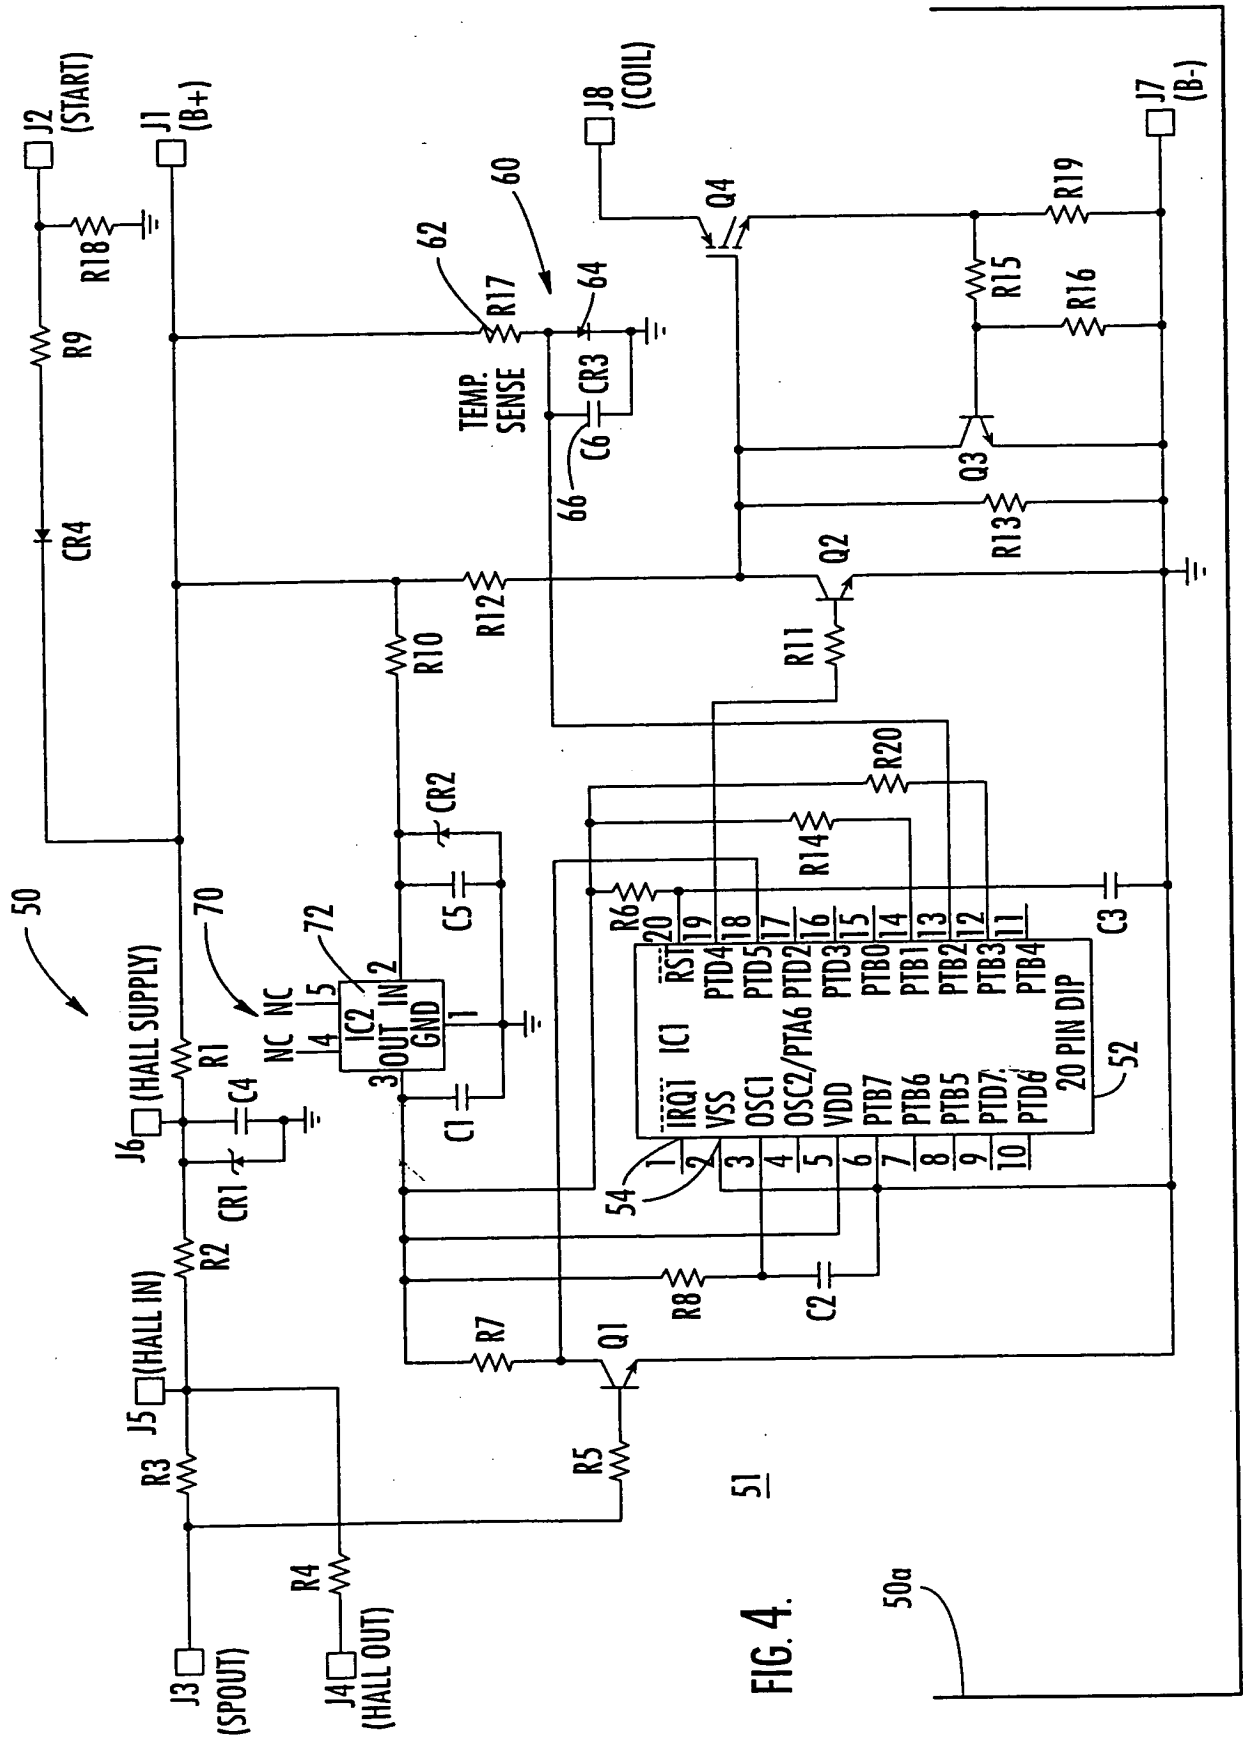 50
J2
(START)
R18
R9
CR4
J1
(B+)
J6
(HALL SUPPLY)
R1
C4
CR1
R2
J5
(HALL IN)
R3
J3
(SPOUT)
R4
J4
(HALL OUT)
70
NC
NC
4
5
72
IC2
3
OUT
IN
2
GND
1
C1
C5
CR2
R10
R12
TEMP.
SENSE
R17
62
60
CR3
64
C6
66
J8
(COIL)
Q4
R19
R15
R16
Q3
R13
Q2
R11
J7
(B-)
R20
R14
R6
C3
R7
R8
C2
Q1
R5
54
IC1
1
IRQ1
2
VSS
3
OSC1
4
OSC2/PTA6
5
VDD
6
PTB7
7
PTB6
8
PTB5
9
PTD7
10
PTD6
20
RST
19
PTD4
18
PTD5
17
PTD2
16
PTD3
15
PTB0
14
PTB1
13
PTB2
12
PTB3
11
PTB4
20 PIN DIP
52
51
50a
FIG. 4.